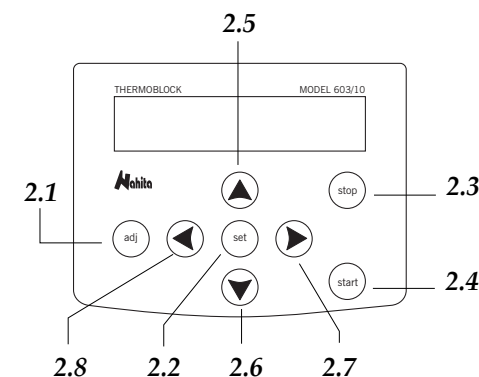 2.5
THERMOBLOCK MODEL 603/10
Nahita
2.1
stop
2.3
adj
set
start
2.4
2.8
2.2
2.6
2.7